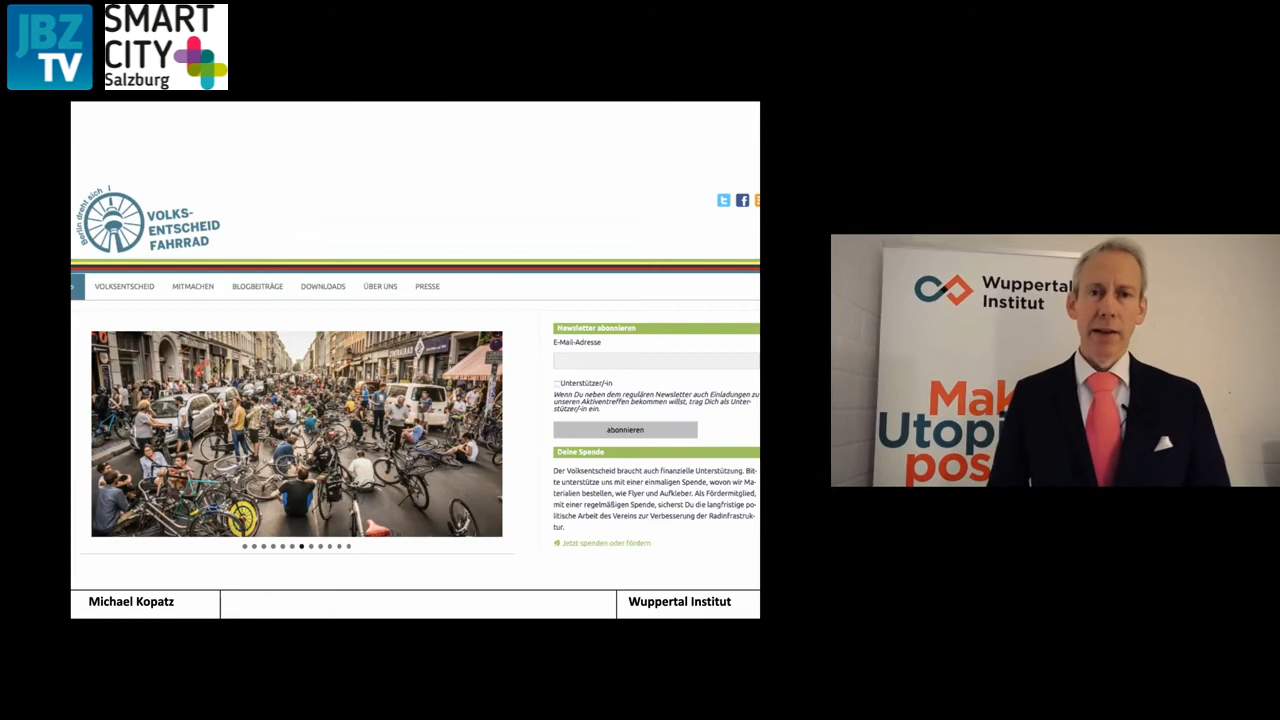 JBZ
TV
SMART
CITY
Salzburg
Berlin dreht sich!
VOLKS-
ENTSCHEID
FAHRRAD
VOLKSENTSCHEID
MITMACHEN
BLOGBEITRÄGE
DOWNLOADS
ÜBER UNS
PRESSE
Newsletter abonnieren
E-Mail-Adresse
Unterstützer/-in
Wenn Du neben dem regulären Newsletter auch Einladungen zu
unseren Aktiventreffen bekommen willst, trag Dich als Unter-
stützer/-in ein.
abonnieren
Deine Spende
Der Volksentscheid braucht auch finanzielle Unterstützung. Bit-
te unterstütze uns mit einer einmaligen Spende, wovon wir Ma-
terialien bestellen, wie Flyer und Aufkleber. Als Fördermitglied,
mit einer regelmäßigen Spende, sicherst Du die langfristige po-
litische Arbeit des Vereins zur Verbesserung der Radinfrastruk-
tur.
Jetzt spenden oder fördern
Michael Kopatz
Wuppertal Institut
Wuppertal
Institut
Mak
Utopi
pos